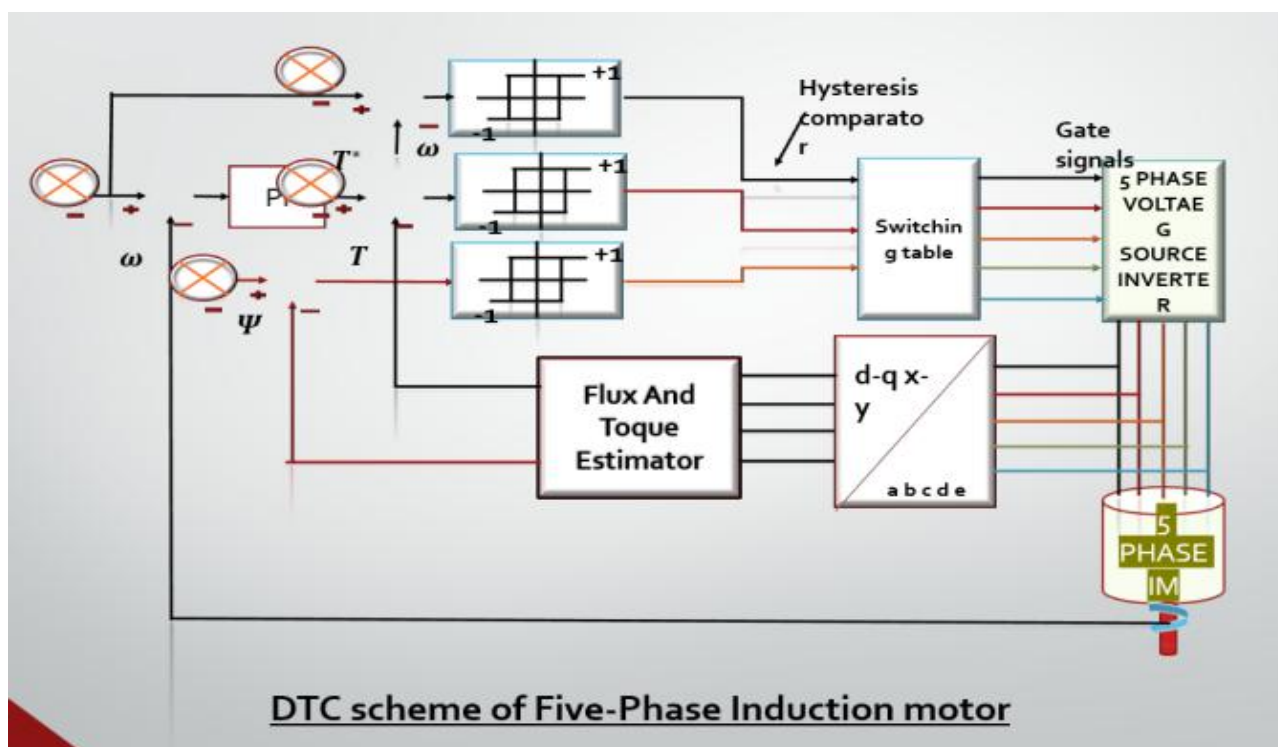 +1
-1
Hysteresis
comparato
r
ω
T*
Gate
signals
P
+1
-1
Switchin
g table
5 PHASE
VOLTAE
G
SOURCE
INVERTE
R
ω
T
+1
-1
Ψ
Flux And
Toque
Estimator
d-q x-
y
a b c d e
5
PHASE
IM
DTC scheme of Five-Phase Induction motor